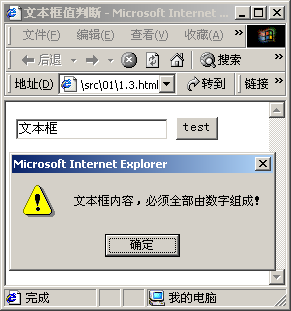 文本框值判断 - Microsoft Internet
文件(F) 编辑(E) 查看(V) 收藏(A) »
后退 搜索
地址(D) \src\01\1.3.html 转到 链接 »
文本框 test
Microsoft Internet Explorer
文本框内容，必须全部由数字组成!
确定
完成 我的电脑